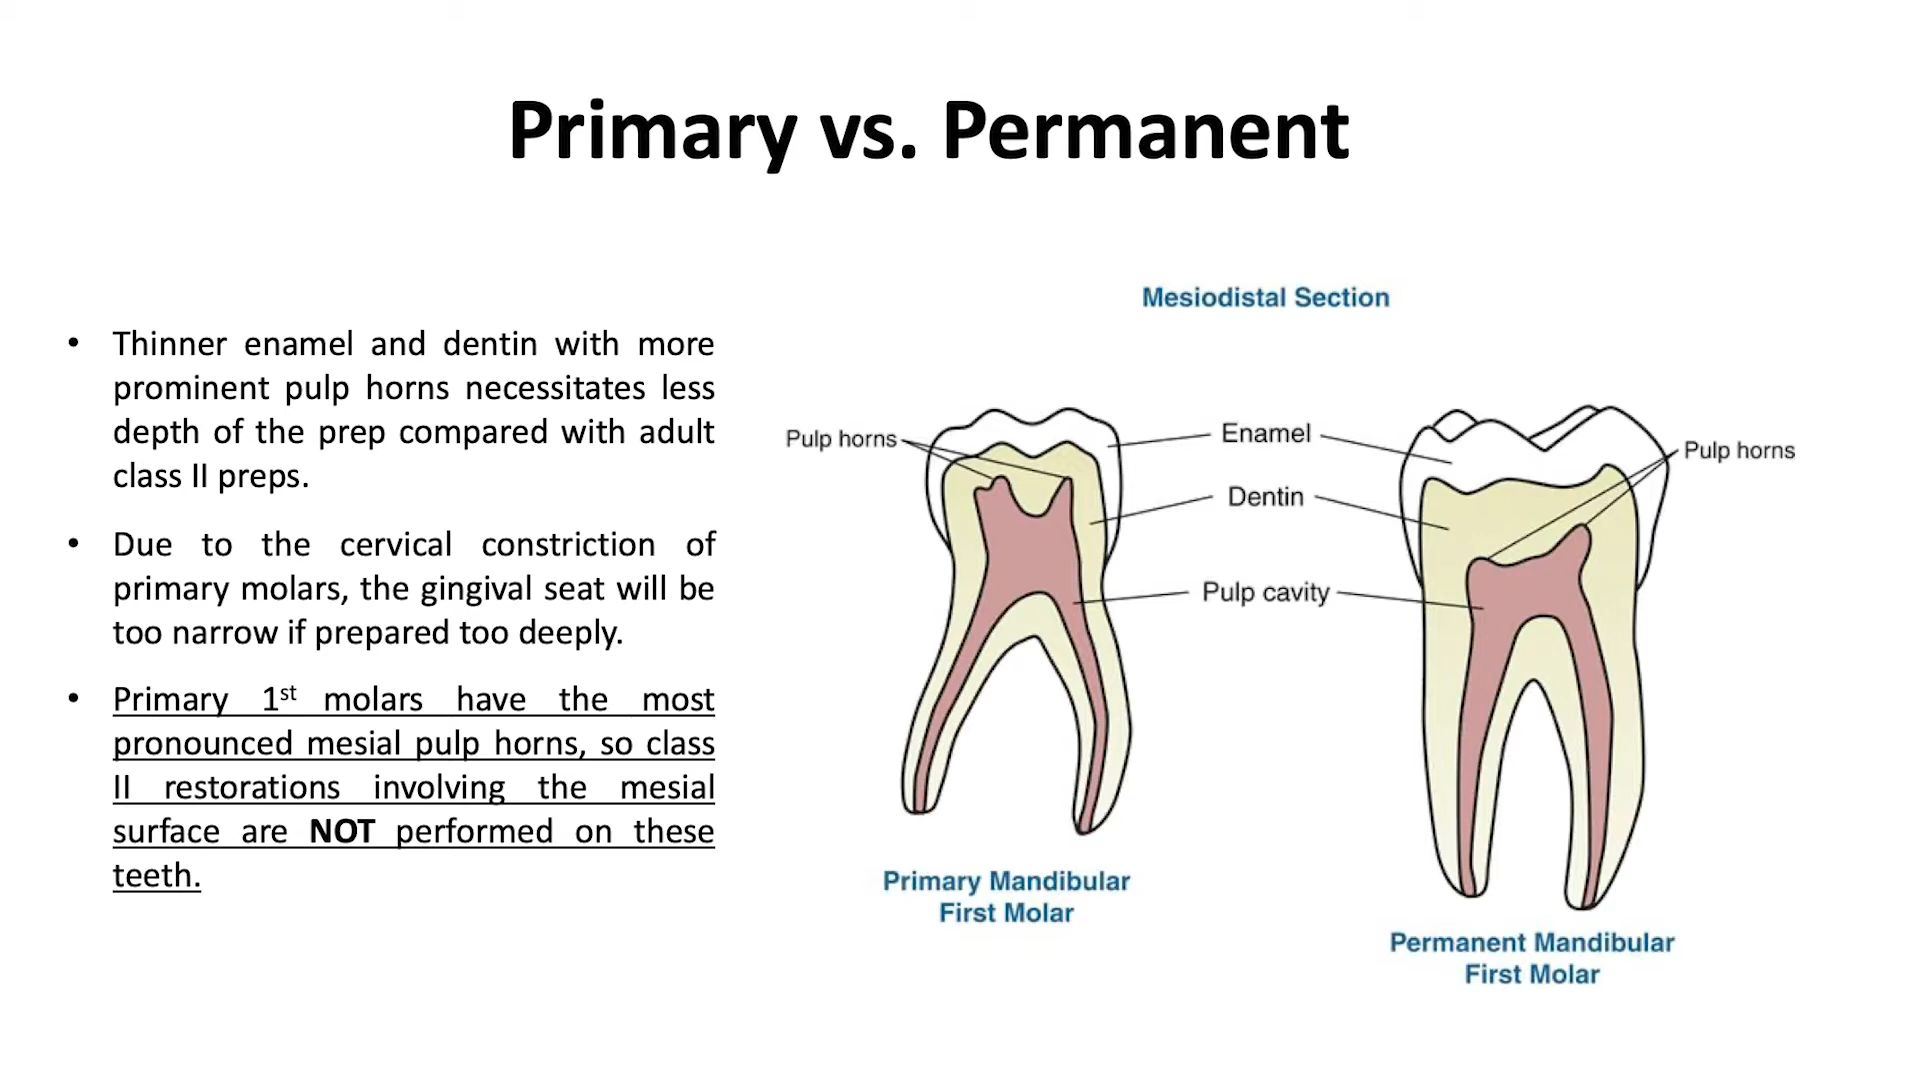 Primary vs. Permanent
• Thinner enamel and dentin with more
prominent pulp horns necessitates less
depth of the prep compared with adult
class II preps.
• Due to the cervical constriction of
primary molars, the gingival seat will be
too narrow if prepared too deeply.
• Primary 1st molars have the most
pronounced mesial pulp horns, so class
II restorations involving the mesial
surface are NOT performed on these
teeth.
Mesiodistal Section
Pulp horns
Enamel
Pulp horns
Dentin
Pulp cavity
Primary Mandibular
First Molar
Permanent Mandibular
First Molar